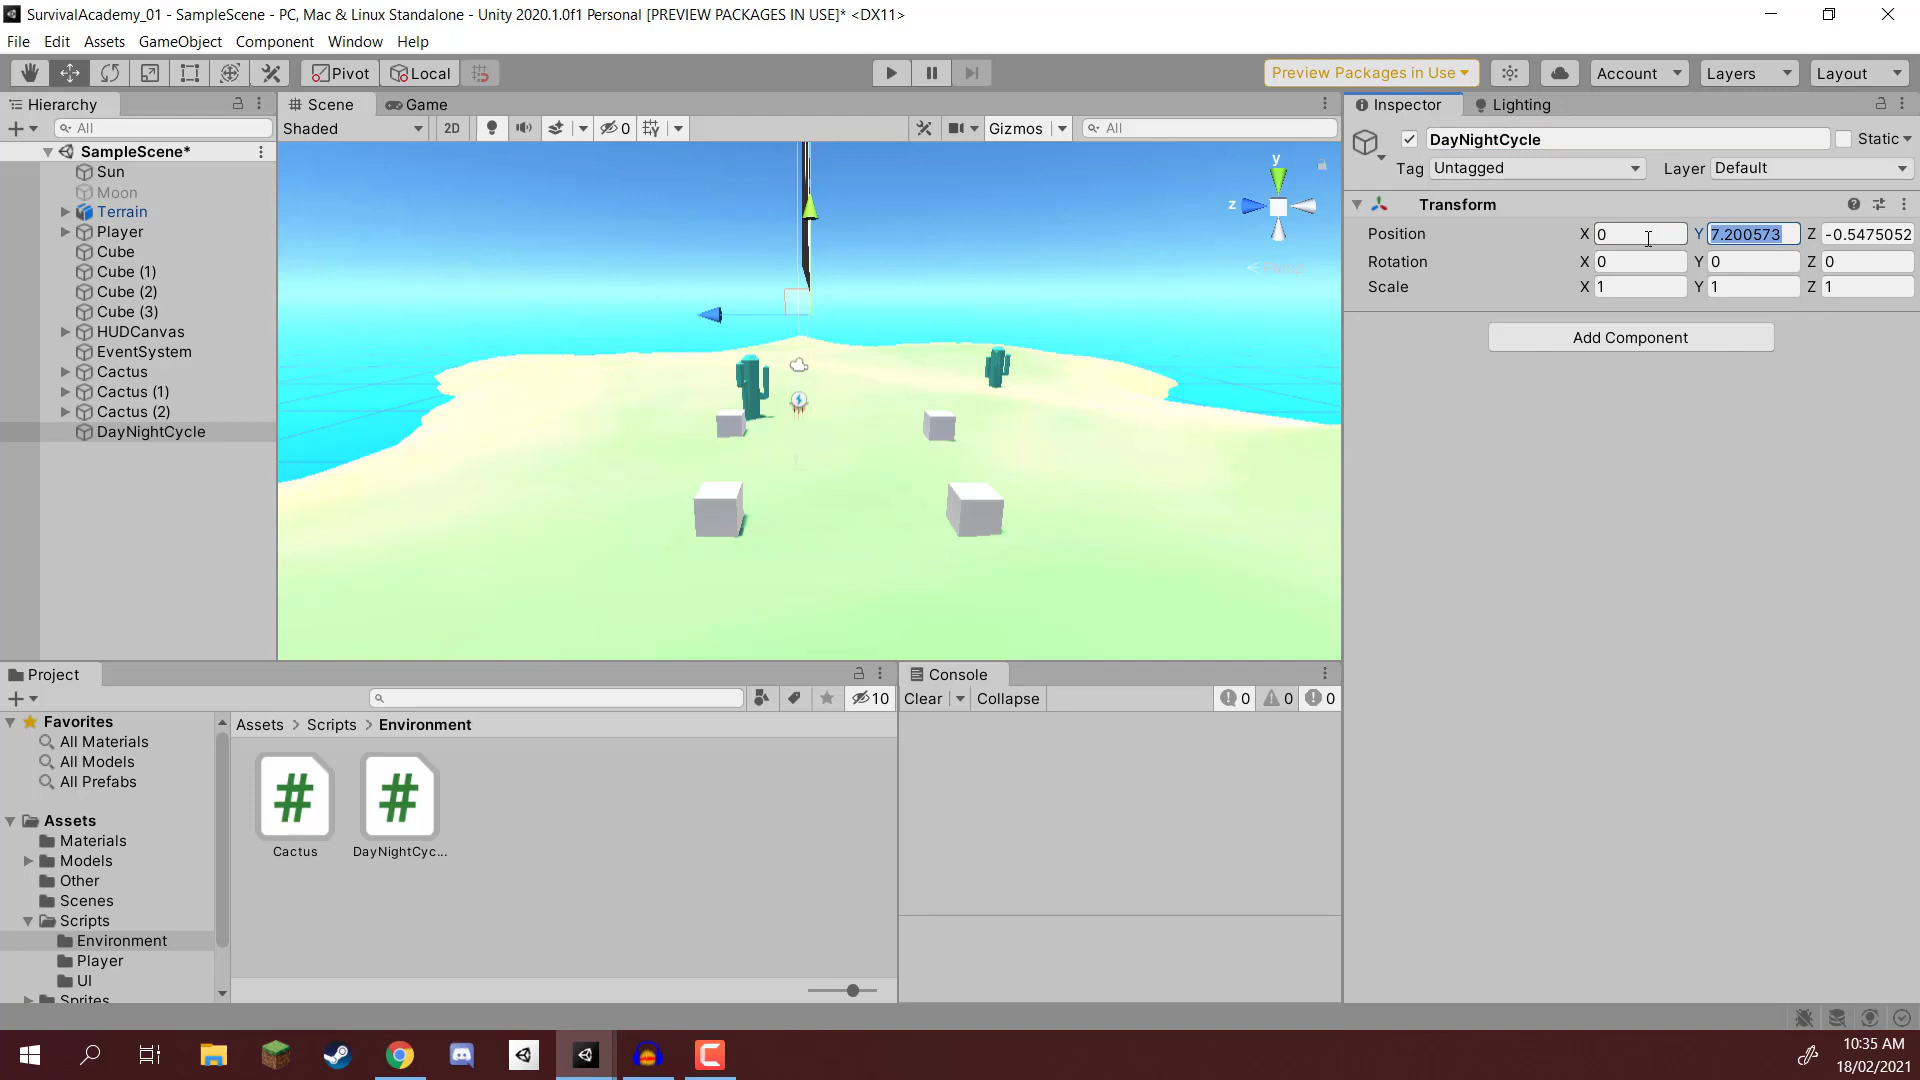 SurvivalAcademy_01 - SampleScene - PC, Mac & Linux Standalone - Unity 2020.1.0f1 Personal [PREVIEW PACKAGES IN USE]* <DX11>
File Edit Assets GameObject Component Window Help
Pivot Local Preview Packages in Use Account Layers Layout
Hierarchy
All
SampleScene*
Sun
Moon
Terrain
Player
Cube
Cube (1)
Cube (2)
Cube (3)
HUDCanvas
EventSystem
Cactus
Cactus (1)
Cactus (2)
DayNightCycle
Scene Game
Shaded 2D 0 Gizmos All
y
z
Persp
Inspector Lighting
DayNightCycle Static
Tag Untagged Layer Default
Transform
Position X 0 Y 7.200573 Z -0.5475052
Rotation X 0 Y 0 Z 0
Scale X 1 Y 1 Z 1
Add Component
Project
10
Favorites
All Materials
All Models
All Prefabs
Assets
Materials
Models
Other
Scenes
Scripts
Environment
Player
UI
Sprites
Assets > Scripts > Environment
Cactus DayNightCyc...
Console
Clear Collapse 0 0 0
10:35 AM
18/02/2021